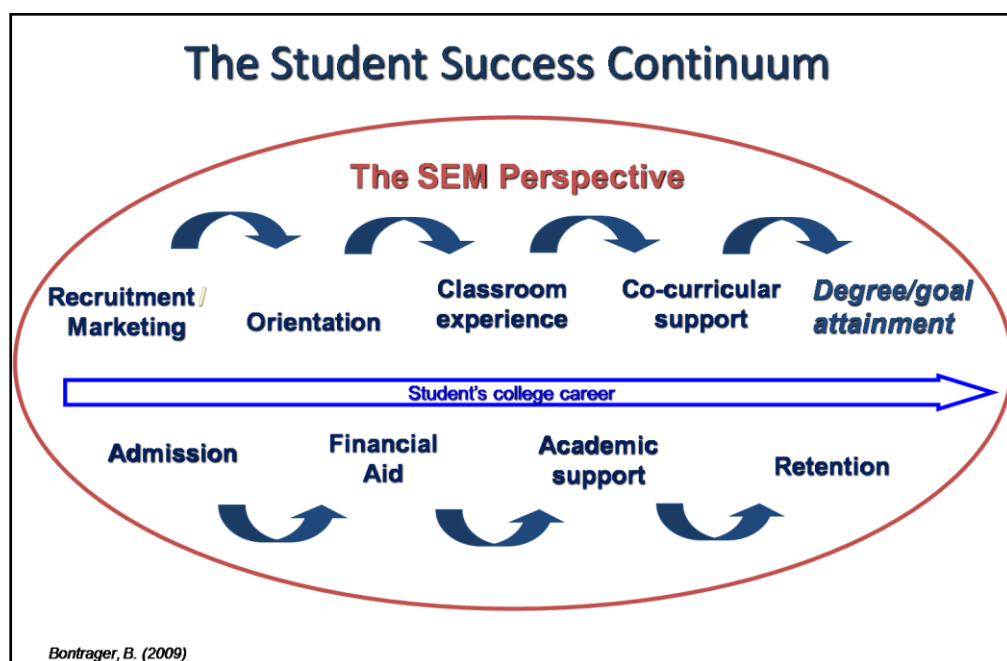 The Student Success Continuum
The SEM Perspective
Recruitment /
Marketing
Orientation
Classroom
experience
Co-curricular
support
Degree/goal
attainment
Student's college career
Admission
Financial
Aid
Academic
support
Retention
Bontrager, B. (2009)